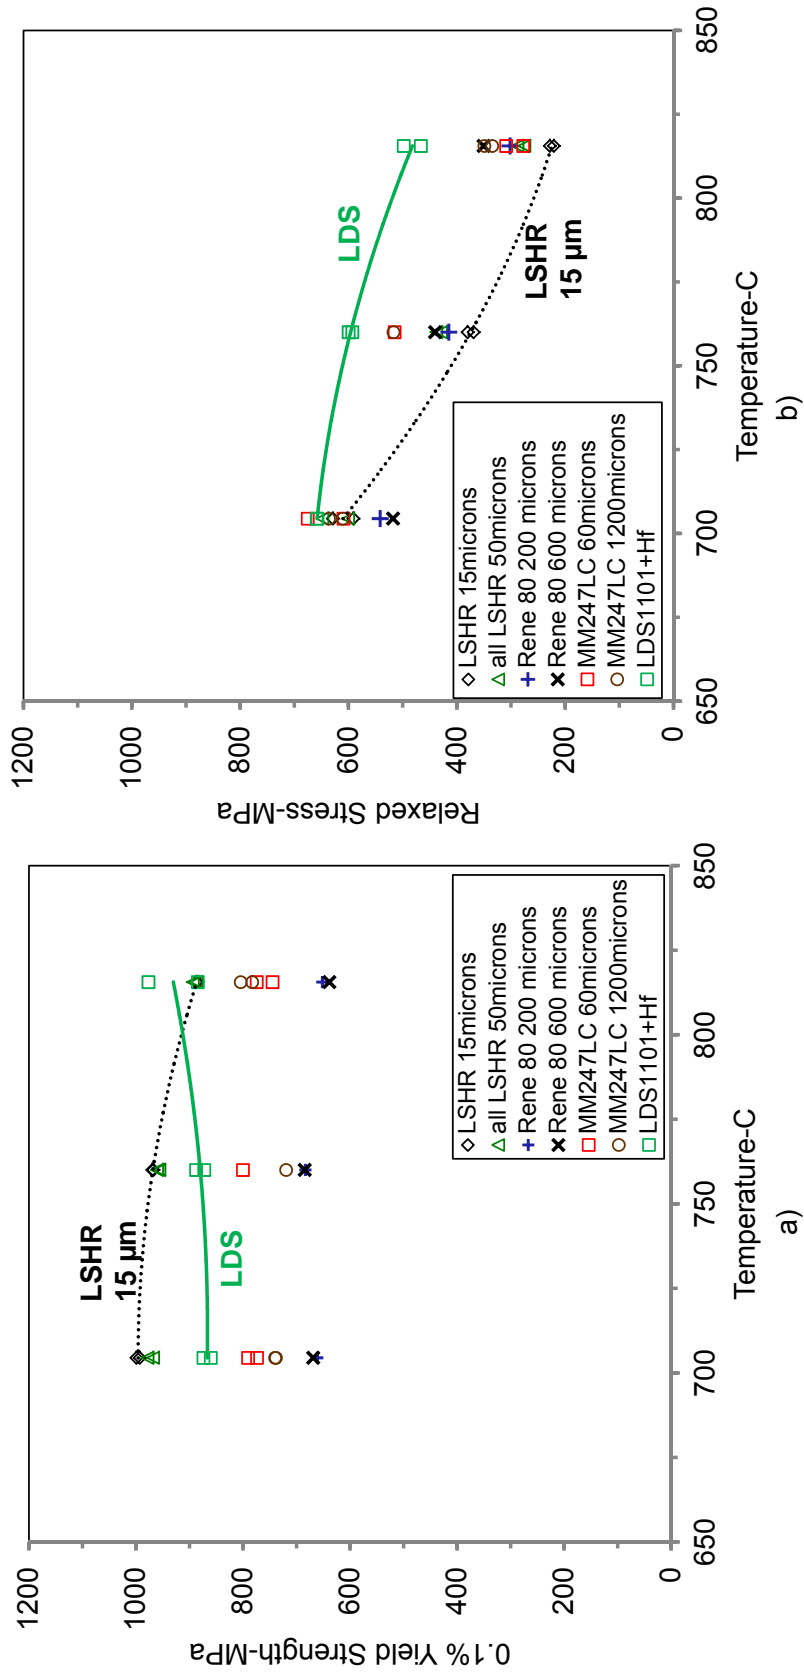 1200
1000
800
600
400
200
0
0.1% Yield Strength-MPa
LSHR
15 µm
LDS
LSHR 15microns
all LSHR 50microns
Rene 80 200 microns
Rene 80 600 microns
MM247LC 60microns
MM247LC 1200microns
LDS1101+Hf
650
700
750
800
850
Temperature-C
a)
1200
1000
800
600
400
200
0
Relaxed Stress-MPa
LDS
LSHR
15 µm
LSHR 15microns
all LSHR 50microns
Rene 80 200 microns
Rene 80 600 microns
MM247LC 60microns
MM247LC 1200microns
LDS1101+Hf
650
700
750
800
850
Temperature-C
b)